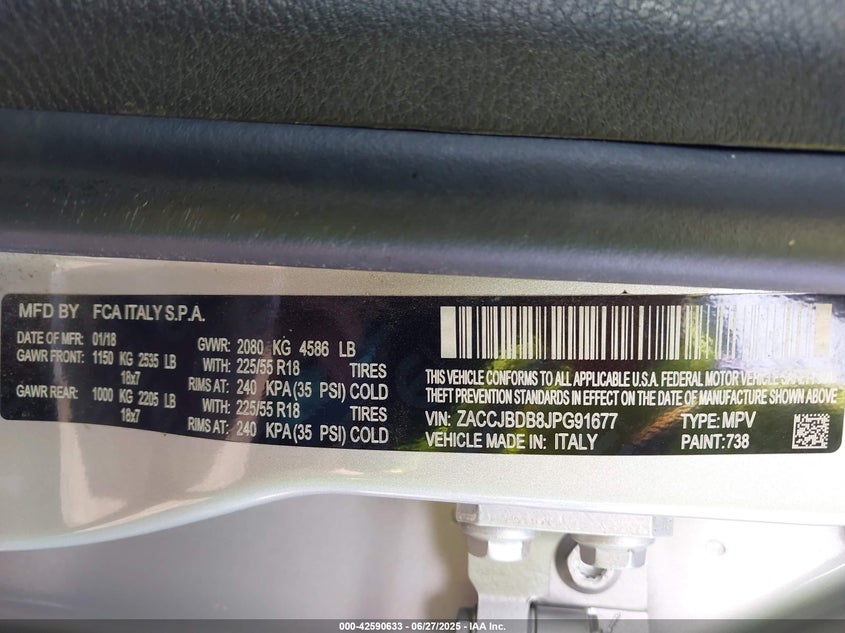 MFD BY FCA ITALY S.P.A.
DATE OF MFR: 01/18 GVWR: 2080 KG 4586 LB
GAWR FRONT: 1150 KG 2535 LB WITH: 225/55 R18 TIRES
18x7 RIMS AT: 240 KPA (35 PSI) COLD
GAWR REAR: 1000 KG 2205 LB WITH: 225/55 R18 TIRES
18x7 RIMS AT: 240 KPA (35 PSI) COLD
THIS VEHICLE CONFORMS TO ALL APPLICABLE U.S.A. FEDERAL MOTOR VEHICLE
THEFT PREVENTION STANDARDS IN EFFECT ON THE DATE OF MANUFACTURE SHOWN ABOVE
VIN: ZACCJBDB8JPG91677 TYPE: MPV
VEHICLE MADE IN: ITALY PAINT: 738
000-42590633 - 06/27/2025 - IAA Inc.